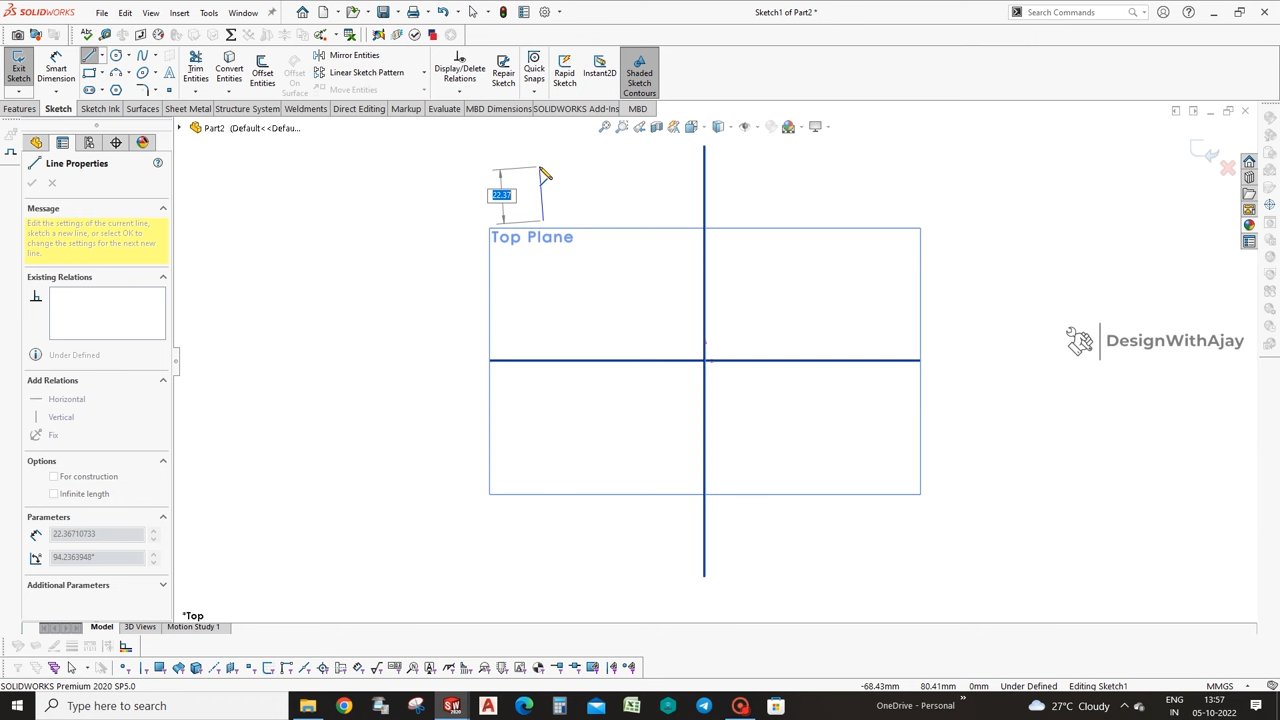 SOLIDWORKS
File
Edit
View
Insert
Tools
Window
Sketch1 of Part2 *
Search Commands
Exit Sketch
Smart Dimension
Trim Entities
Convert Entities
Offset Entities
Offset On Surface
Mirror Entities
Linear Sketch Pattern
Move Entities
Display/Delete Relations
Repair Sketch
Quick Snaps
Rapid Sketch
Instant2D
Shaded Sketch Contours
Features
Sketch
Sketch Ink
Surfaces
Sheet Metal
Structure System
Weldments
Direct Editing
Markup
Evaluate
MBD Dimensions
SOLIDWORKS Add-Ins
MBD
Part2 (Default<<Defau...
Line Properties
Message
Edit the settings of the current line,
sketch a new line, or select OK to
change the settings for the next new
line.
Existing Relations
Under Defined
Add Relations
Horizontal
Vertical
Fix
Options
For construction
Infinite length
Parameters
22.36710733
94.2363948°
Additional Parameters
22.37
Top Plane
DesignWithAjay
*Top
Model
3D Views
Motion Study 1
SOLIDWORKS Premium 2020 SP5.0
-68.43mm
80.41mm
0mm
Under Defined
Editing Sketch1
MMGS
Type here to search
OneDrive - Personal
27°C Cloudy
ENG
IN
13:57
05-10-2022